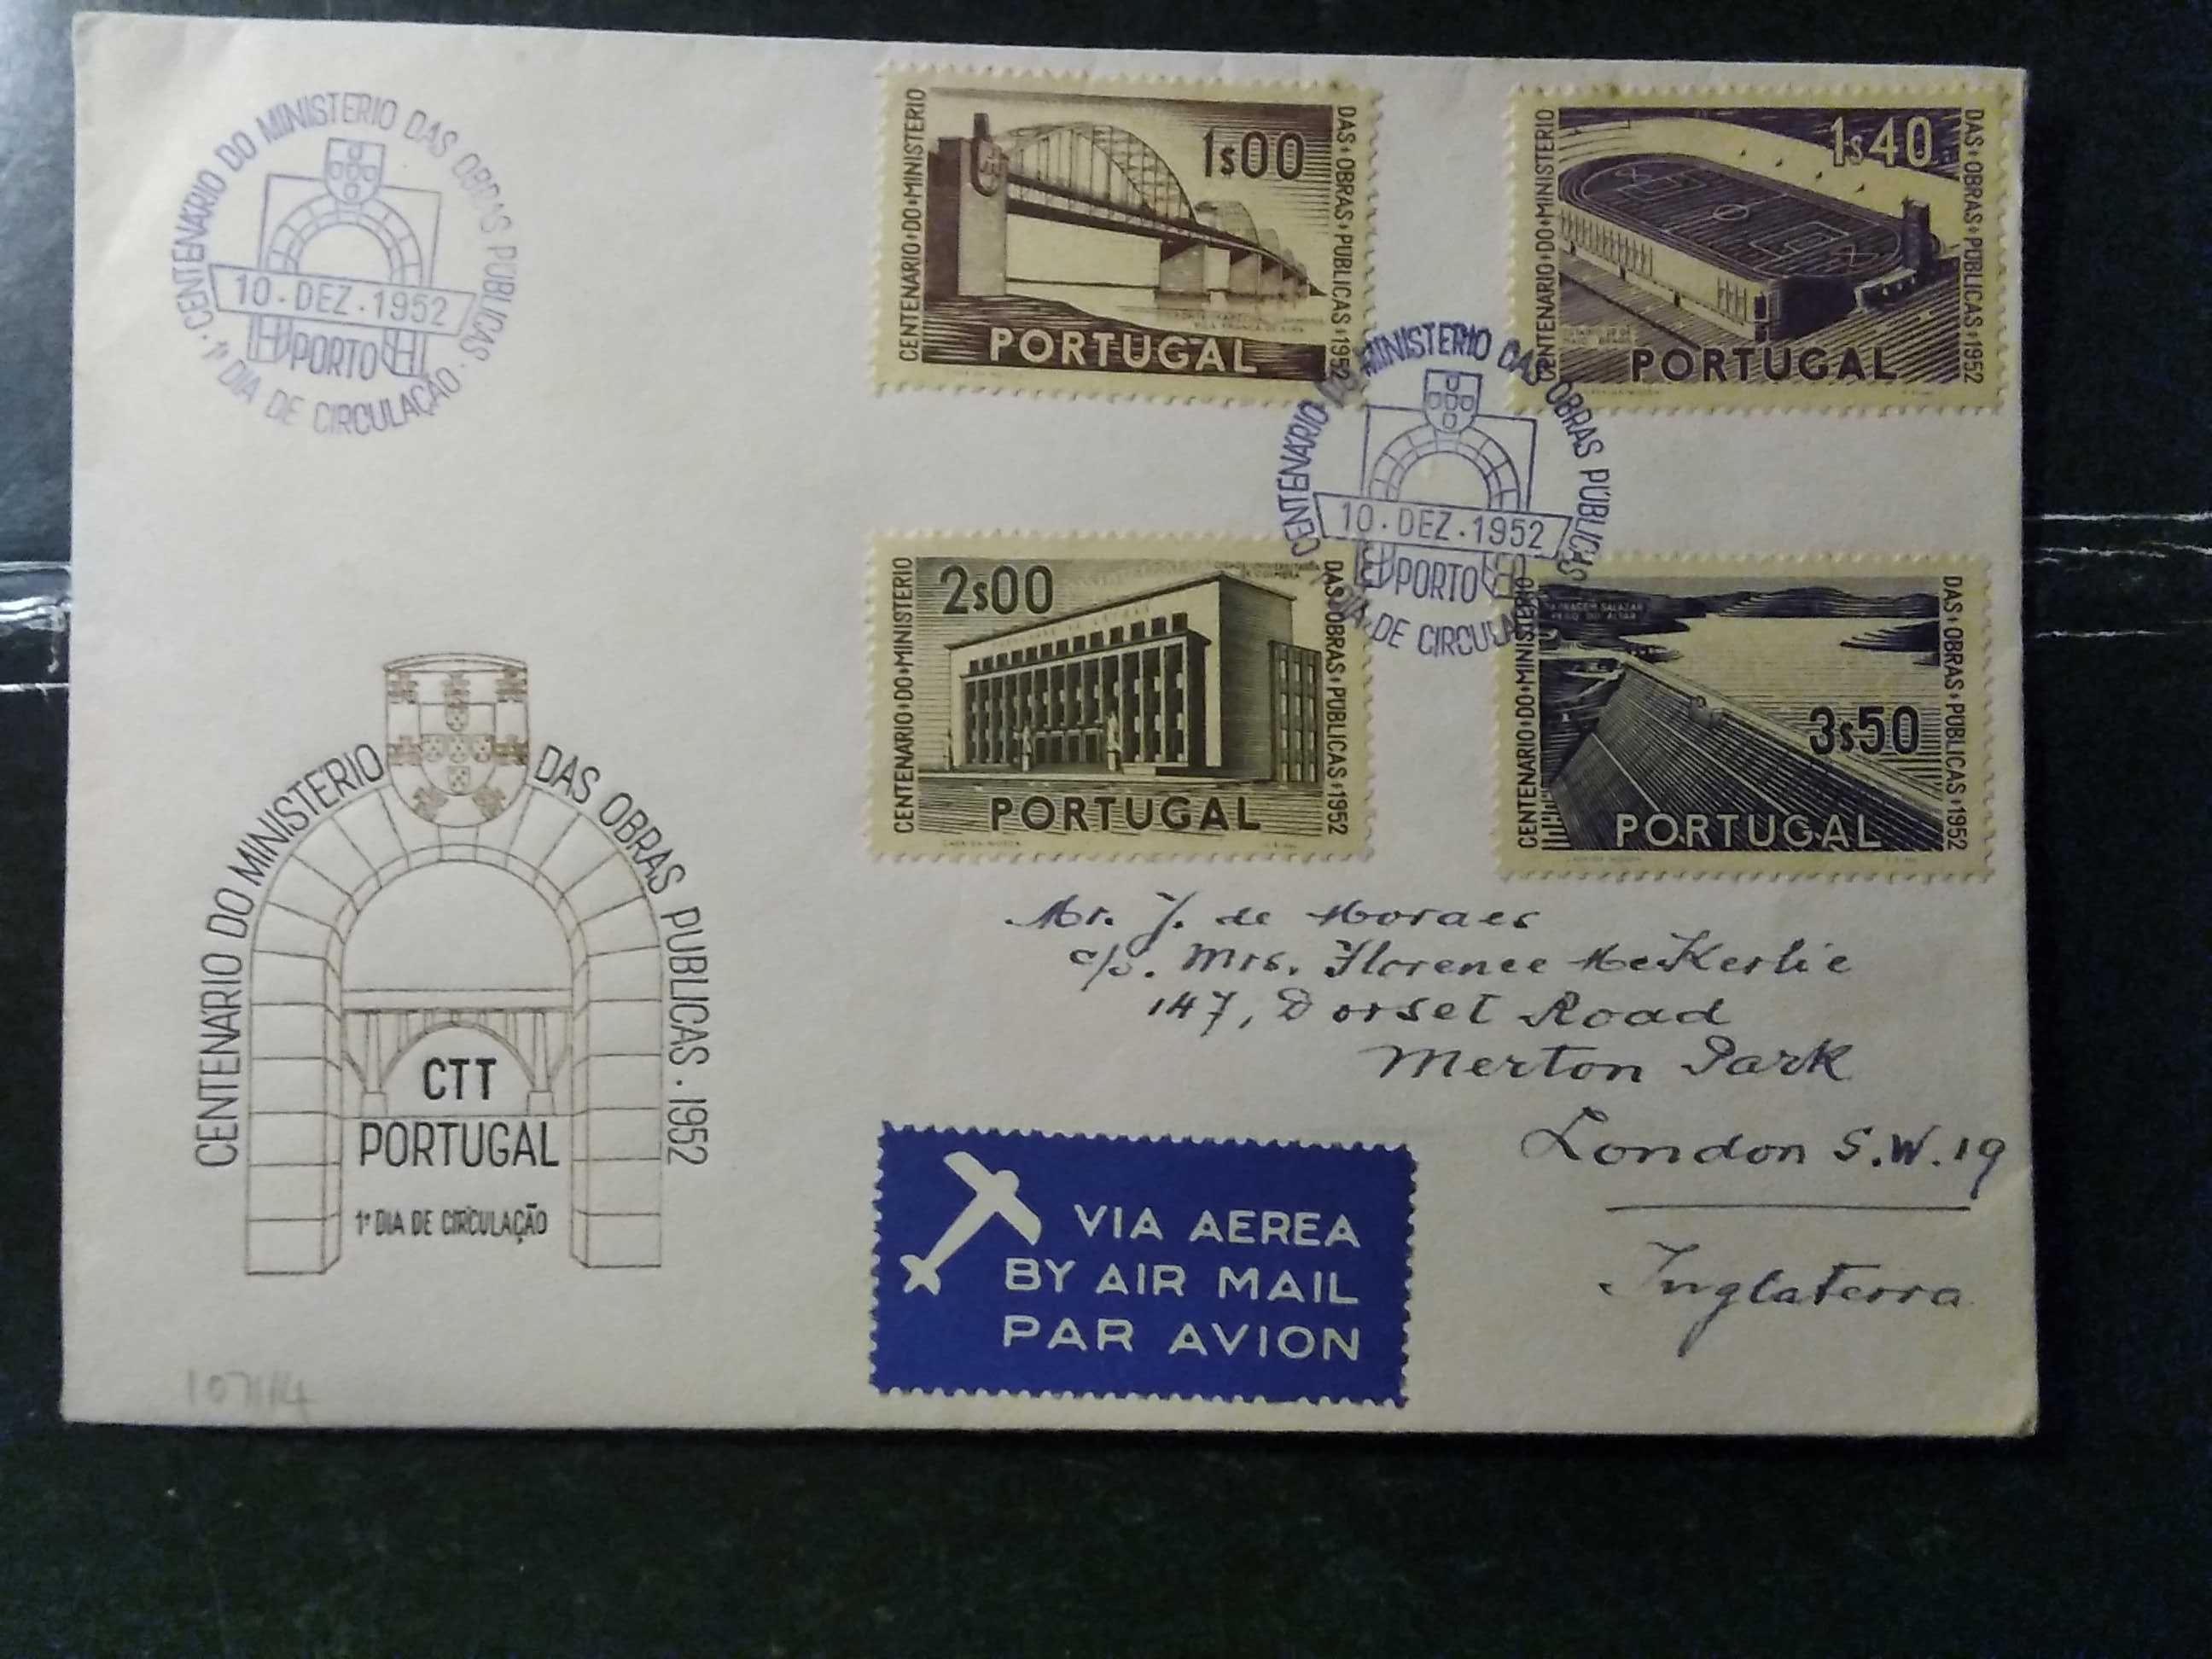 CENTENARIO DO MINISTERIO DAS OBRAS PUBLICAS
10·DEZ·1952
PORTO
1º DIA DE CIRCULAÇÃO
CENTENARIO DO MINISTERIO
DAS OBRAS PUBLICAS 1952
1$00
PORTUGAL
CENTENARIO DO MINISTERIO
DAS OBRAS PUBLICAS 1952
1$40
PORTUGAL
CENTENARIO DO MINISTERIO DAS OBRAS PUBLICAS
10·DEZ·1952
PORTO
1º DIA DE CIRCULAÇÃO
CENTENARIO DO MINISTERIO
DAS OBRAS PUBLICAS 1952
2$00
PORTUGAL
CENTENARIO DO MINISTERIO
DAS OBRAS PUBLICAS 1952
BARRAGEM SALAZAR
3$50
PORTUGAL
CENTENARIO DO MINISTERIO DAS OBRAS PUBLICAS · 1952
CTT
PORTUGAL
1º DIA DE CIRCULAÇÃO
Mr. J. de Moraes
c/o. Mrs. Florence McKerlie
147, Dorset Road
Merton Park
London S.W.19
Inglaterra
VIA AEREA
BY AIR MAIL
PAR AVION